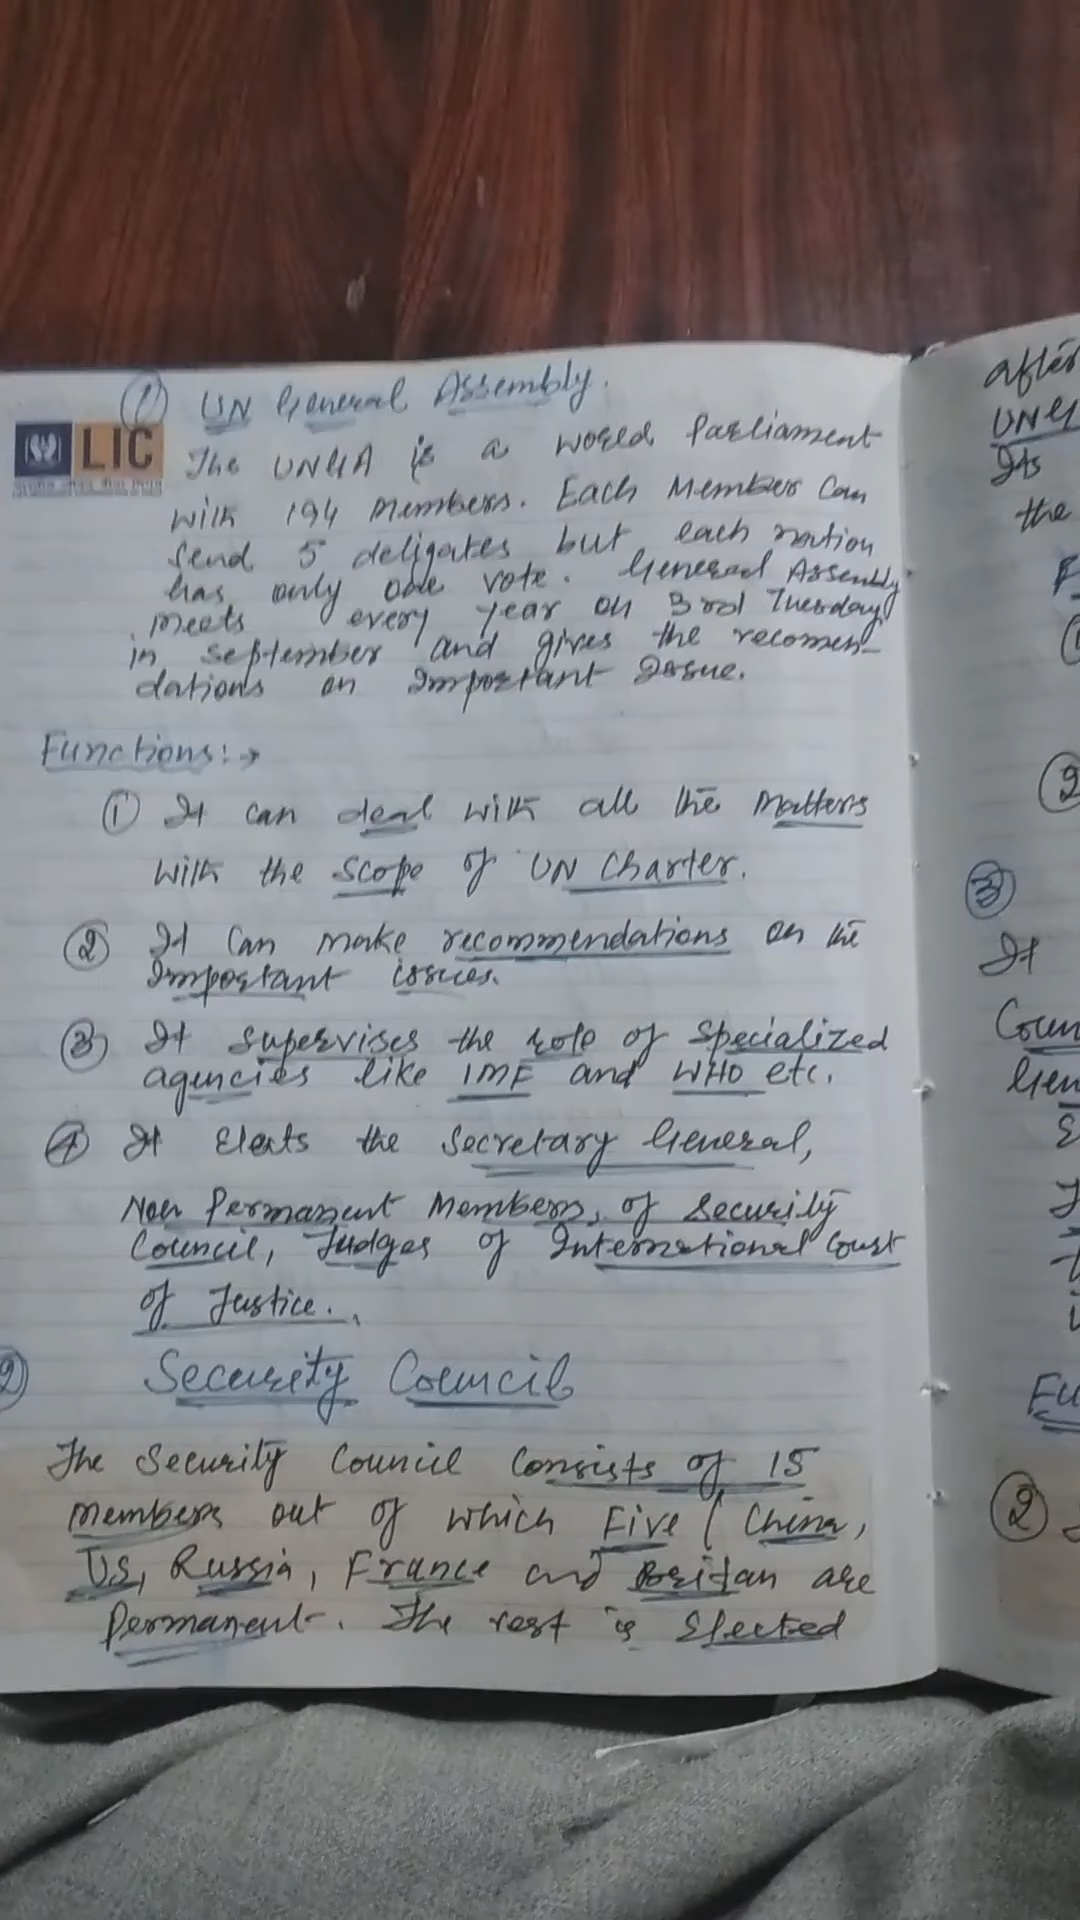 ① UN General Assembly.
LIC
The UNGA is a world Parliament
with 194 Members. Each Member Can
send 5 deligates but each nation
has only one vote. General Assembly
meets every year on 3rd Tuesday
in september and gives the recomen-
dations on Important Issue.
Functions:→
① It can deal with all the Matters
with the scope of UN Charter.
② It Can make recommendations on the
Important issues.
③ It supervises the role of specialized
agencies like IMF and WHO etc.
④ It Elects the Secretary General,
Non Permanent Members, of Security
Council, Judges of International Court
of Justice.
② Security Council
The Security Council Consists of 15
members out of which Five ( China,
US, Russia, France and Britan are
Permanent. The rest is Elected
after
UNG
Its
the
②
③
It
Coun
Gen
Fu
②